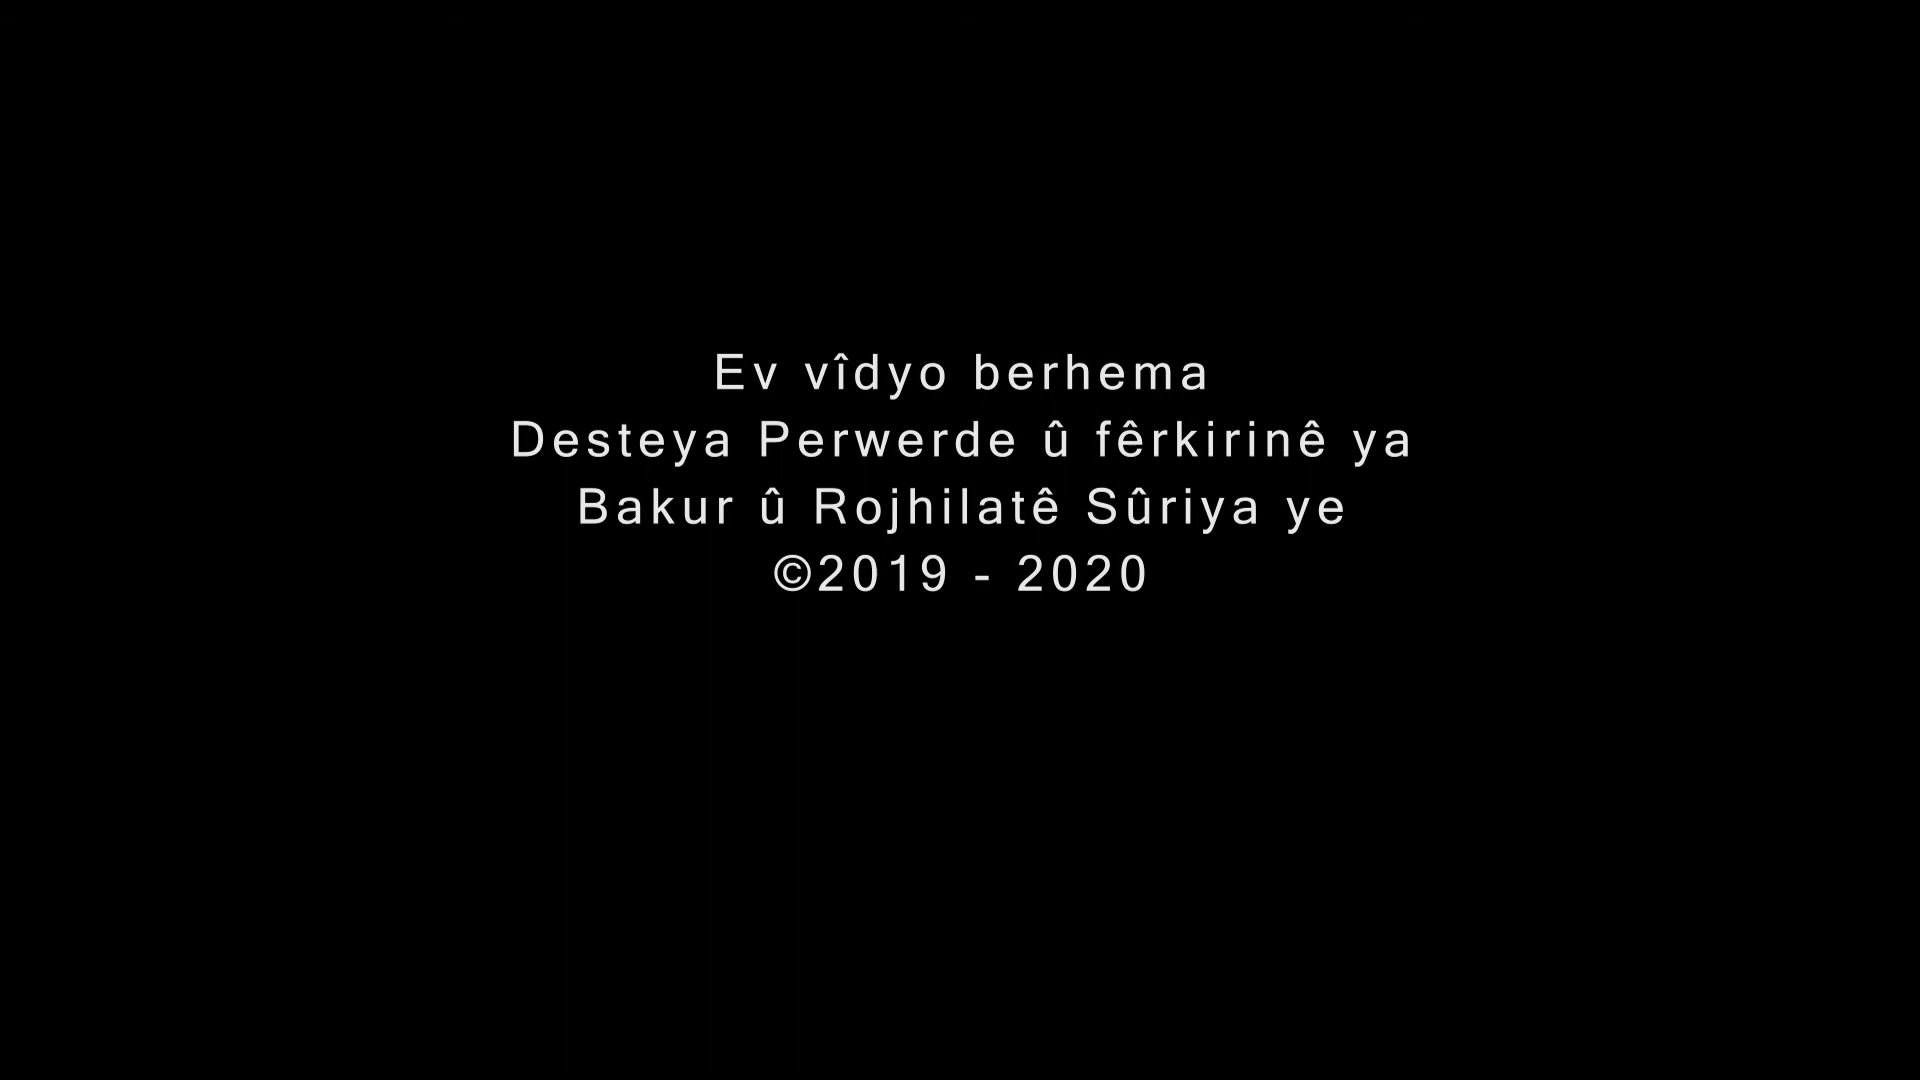 Ev vîdyo berhema
Desteya Perwerde û fêrkirinê ya
Bakur û Rojhilatê Sûriya ye
©2019 - 2020